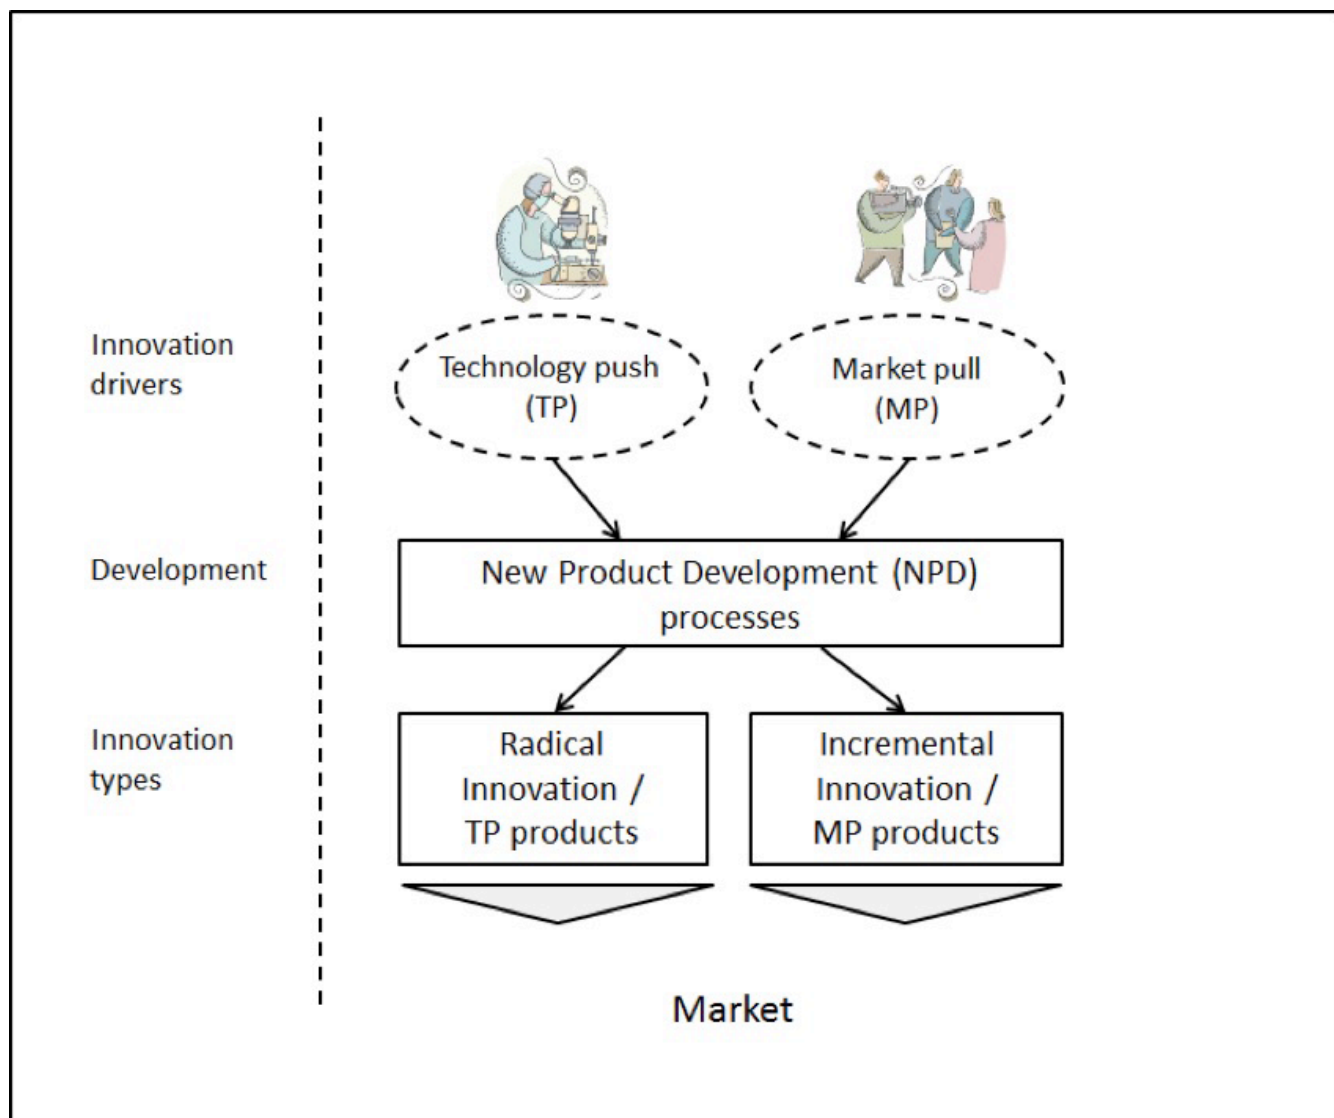 Innovation
drivers
Technology push
(TP)
Market pull
(MP)
Development
New Product Development (NPD)
processes
Innovation
types
Radical
Innovation /
TP products
Incremental
Innovation /
MP products
Market